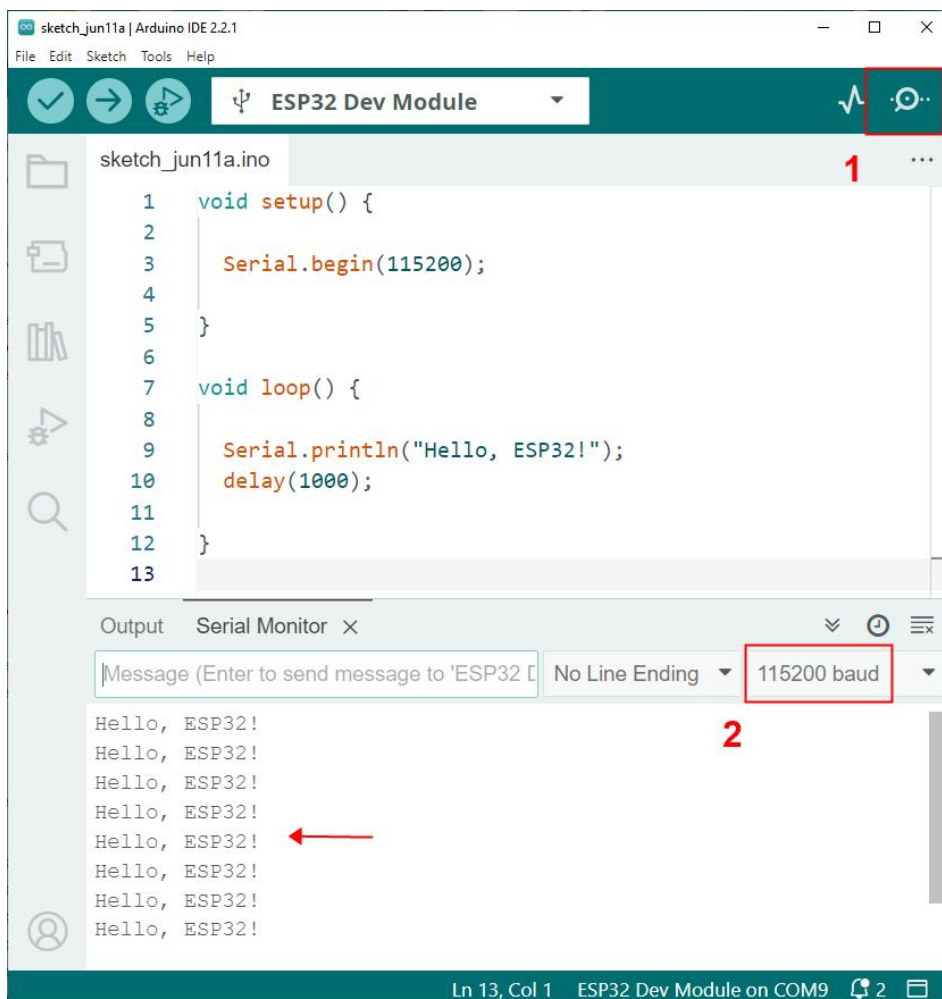 sketch_jun11a | Arduino IDE 2.2.1
File Edit Sketch Tools Help
ESP32 Dev Module
sketch_jun11a.ino
1
...
1 void setup() {
2
3 Serial.begin(115200);
4
5 }
6
7 void loop() {
8
9 Serial.println("Hello, ESP32!");
10 delay(1000);
11
12 }
13
Output Serial Monitor
Message (Enter to send message to 'ESP32 D No Line Ending 115200 baud
2
Hello, ESP32!
Hello, ESP32!
Hello, ESP32!
Hello, ESP32!
Hello, ESP32!
Hello, ESP32!
Hello, ESP32!
Hello, ESP32!
Ln 13, Col 1 ESP32 Dev Module on COM9 2